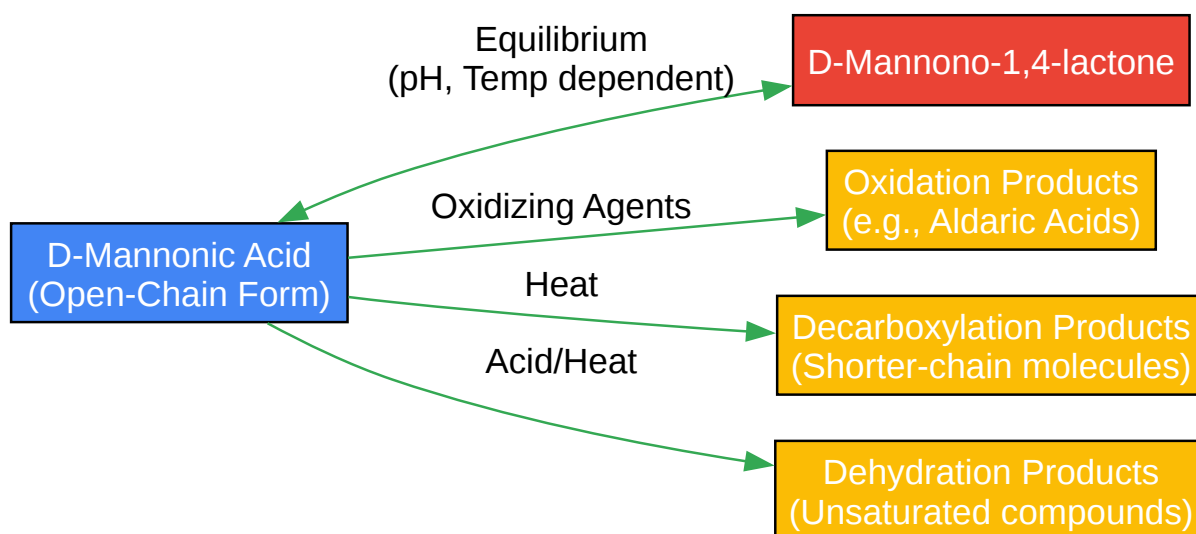 Equilibrium
(pH, Temp dependent)
D-Mannono-1,4-lactone
Oxidizing Agents
Oxidation Products
(e.g., Aldaric Acids)
D-Mannonic Acid
(Open-Chain Form)
Heat
Decarboxylation Products
(Shorter-chain molecules)
Acid/Heat
Dehydration Products
(Unsaturated compounds)